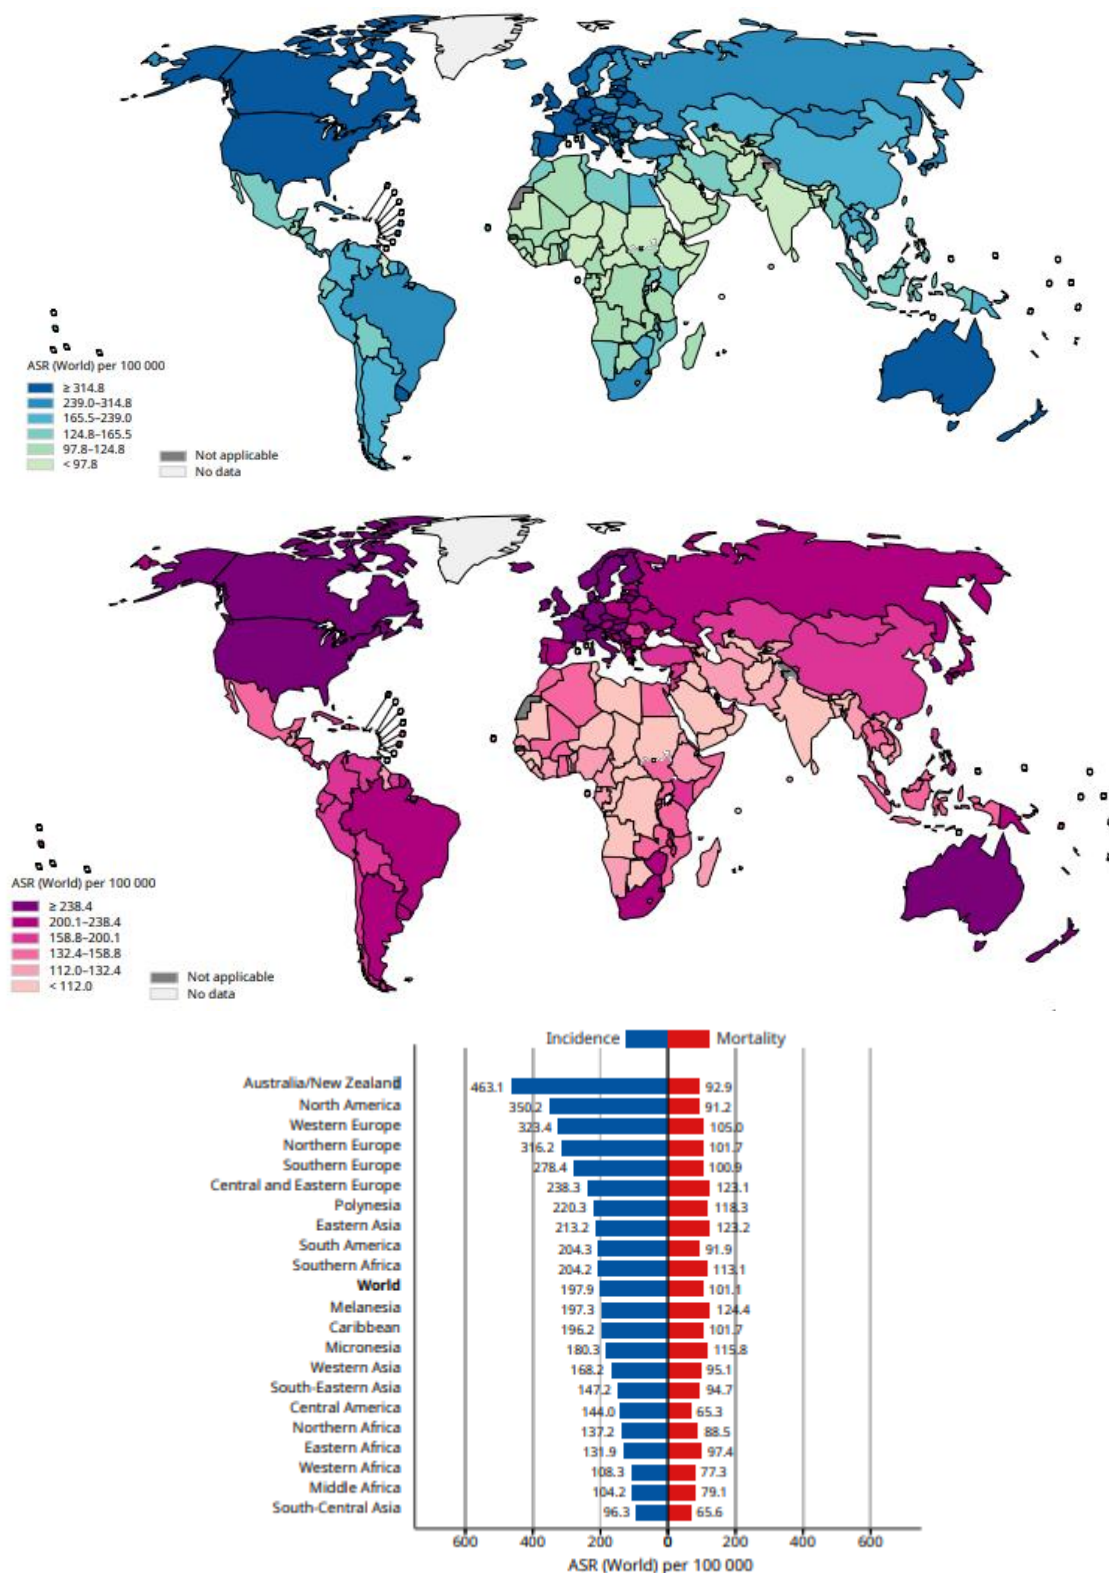 ASR (World) per 100 000
≥ 314.8
239.0–314.8
165.5–239.0
124.8–165.5
97.8–124.8
< 97.8
Not applicable
No data
ASR (World) per 100 000
≥ 238.4
200.1–238.4
158.8–200.1
132.4–158.8
112.0–132.4
< 112.0
Not applicable
No data
Incidence Mortality
Australia/New Zealand 463.1 92.9
North America 350.2 91.2
Western Europe 323.4 105.0
Northern Europe 316.2 101.7
Southern Europe 278.4 100.9
Central and Eastern Europe 238.3 123.1
Polynesia 220.3 118.3
Eastern Asia 213.2 123.2
South America 204.3 91.9
Southern Africa 204.2 113.1
World 197.9 101.1
Melanesia 197.3 124.4
Caribbean 196.2 101.7
Micronesia 180.3 115.8
Western Asia 168.2 95.1
South-Eastern Asia 147.2 94.7
Central America 144.0 65.3
Northern Africa 137.2 88.5
Eastern Africa 131.9 97.4
Western Africa 108.3 77.3
Middle Africa 104.2 79.1
South-Central Asia 96.3 65.6
600 400 200 0 200 400 600
ASR (World) per 100 000